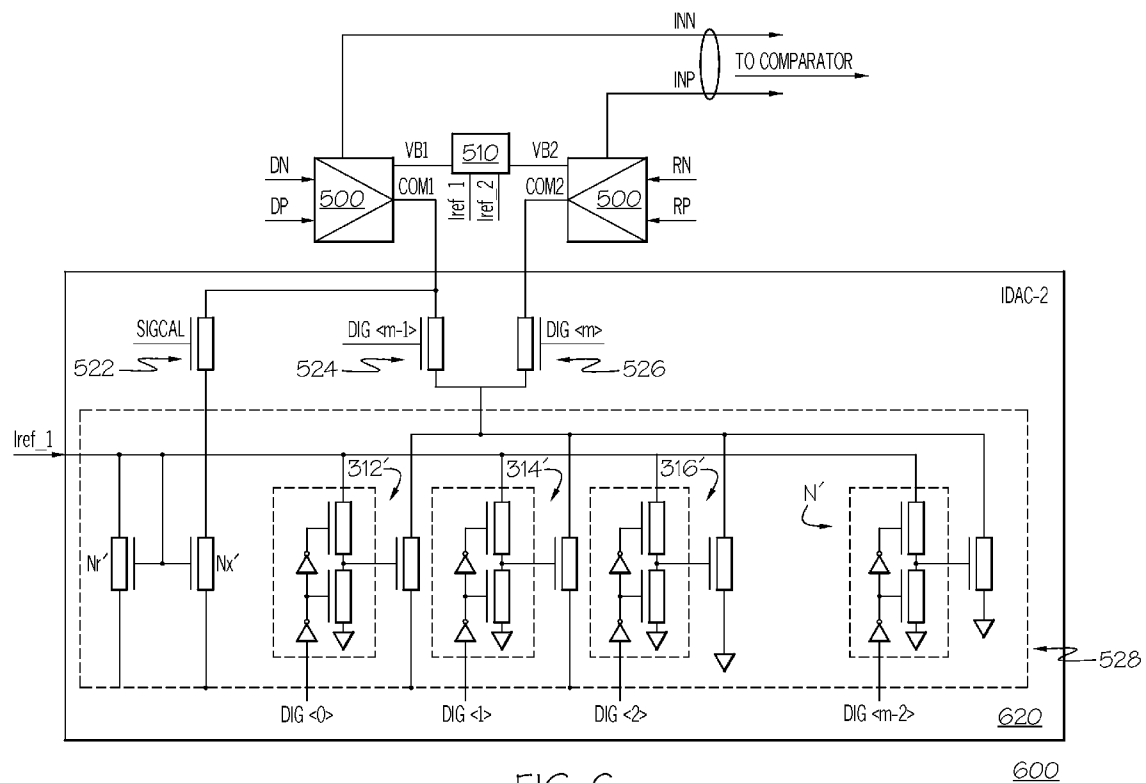 INN
TO COMPARATOR
INP
DN
DP
500
VB1
COM1
510
Iref_1
Iref_2
VB2
COM2
500
RN
RP
IDAC-2
SIGCAL
522
DIG <m-1>
524
DIG <m>
526
Iref_1
312´
314´
316´
N´
Nr´
Nx´
528
DIG <0>
DIG <1>
DIG <2>
DIG <m-2>
620
600